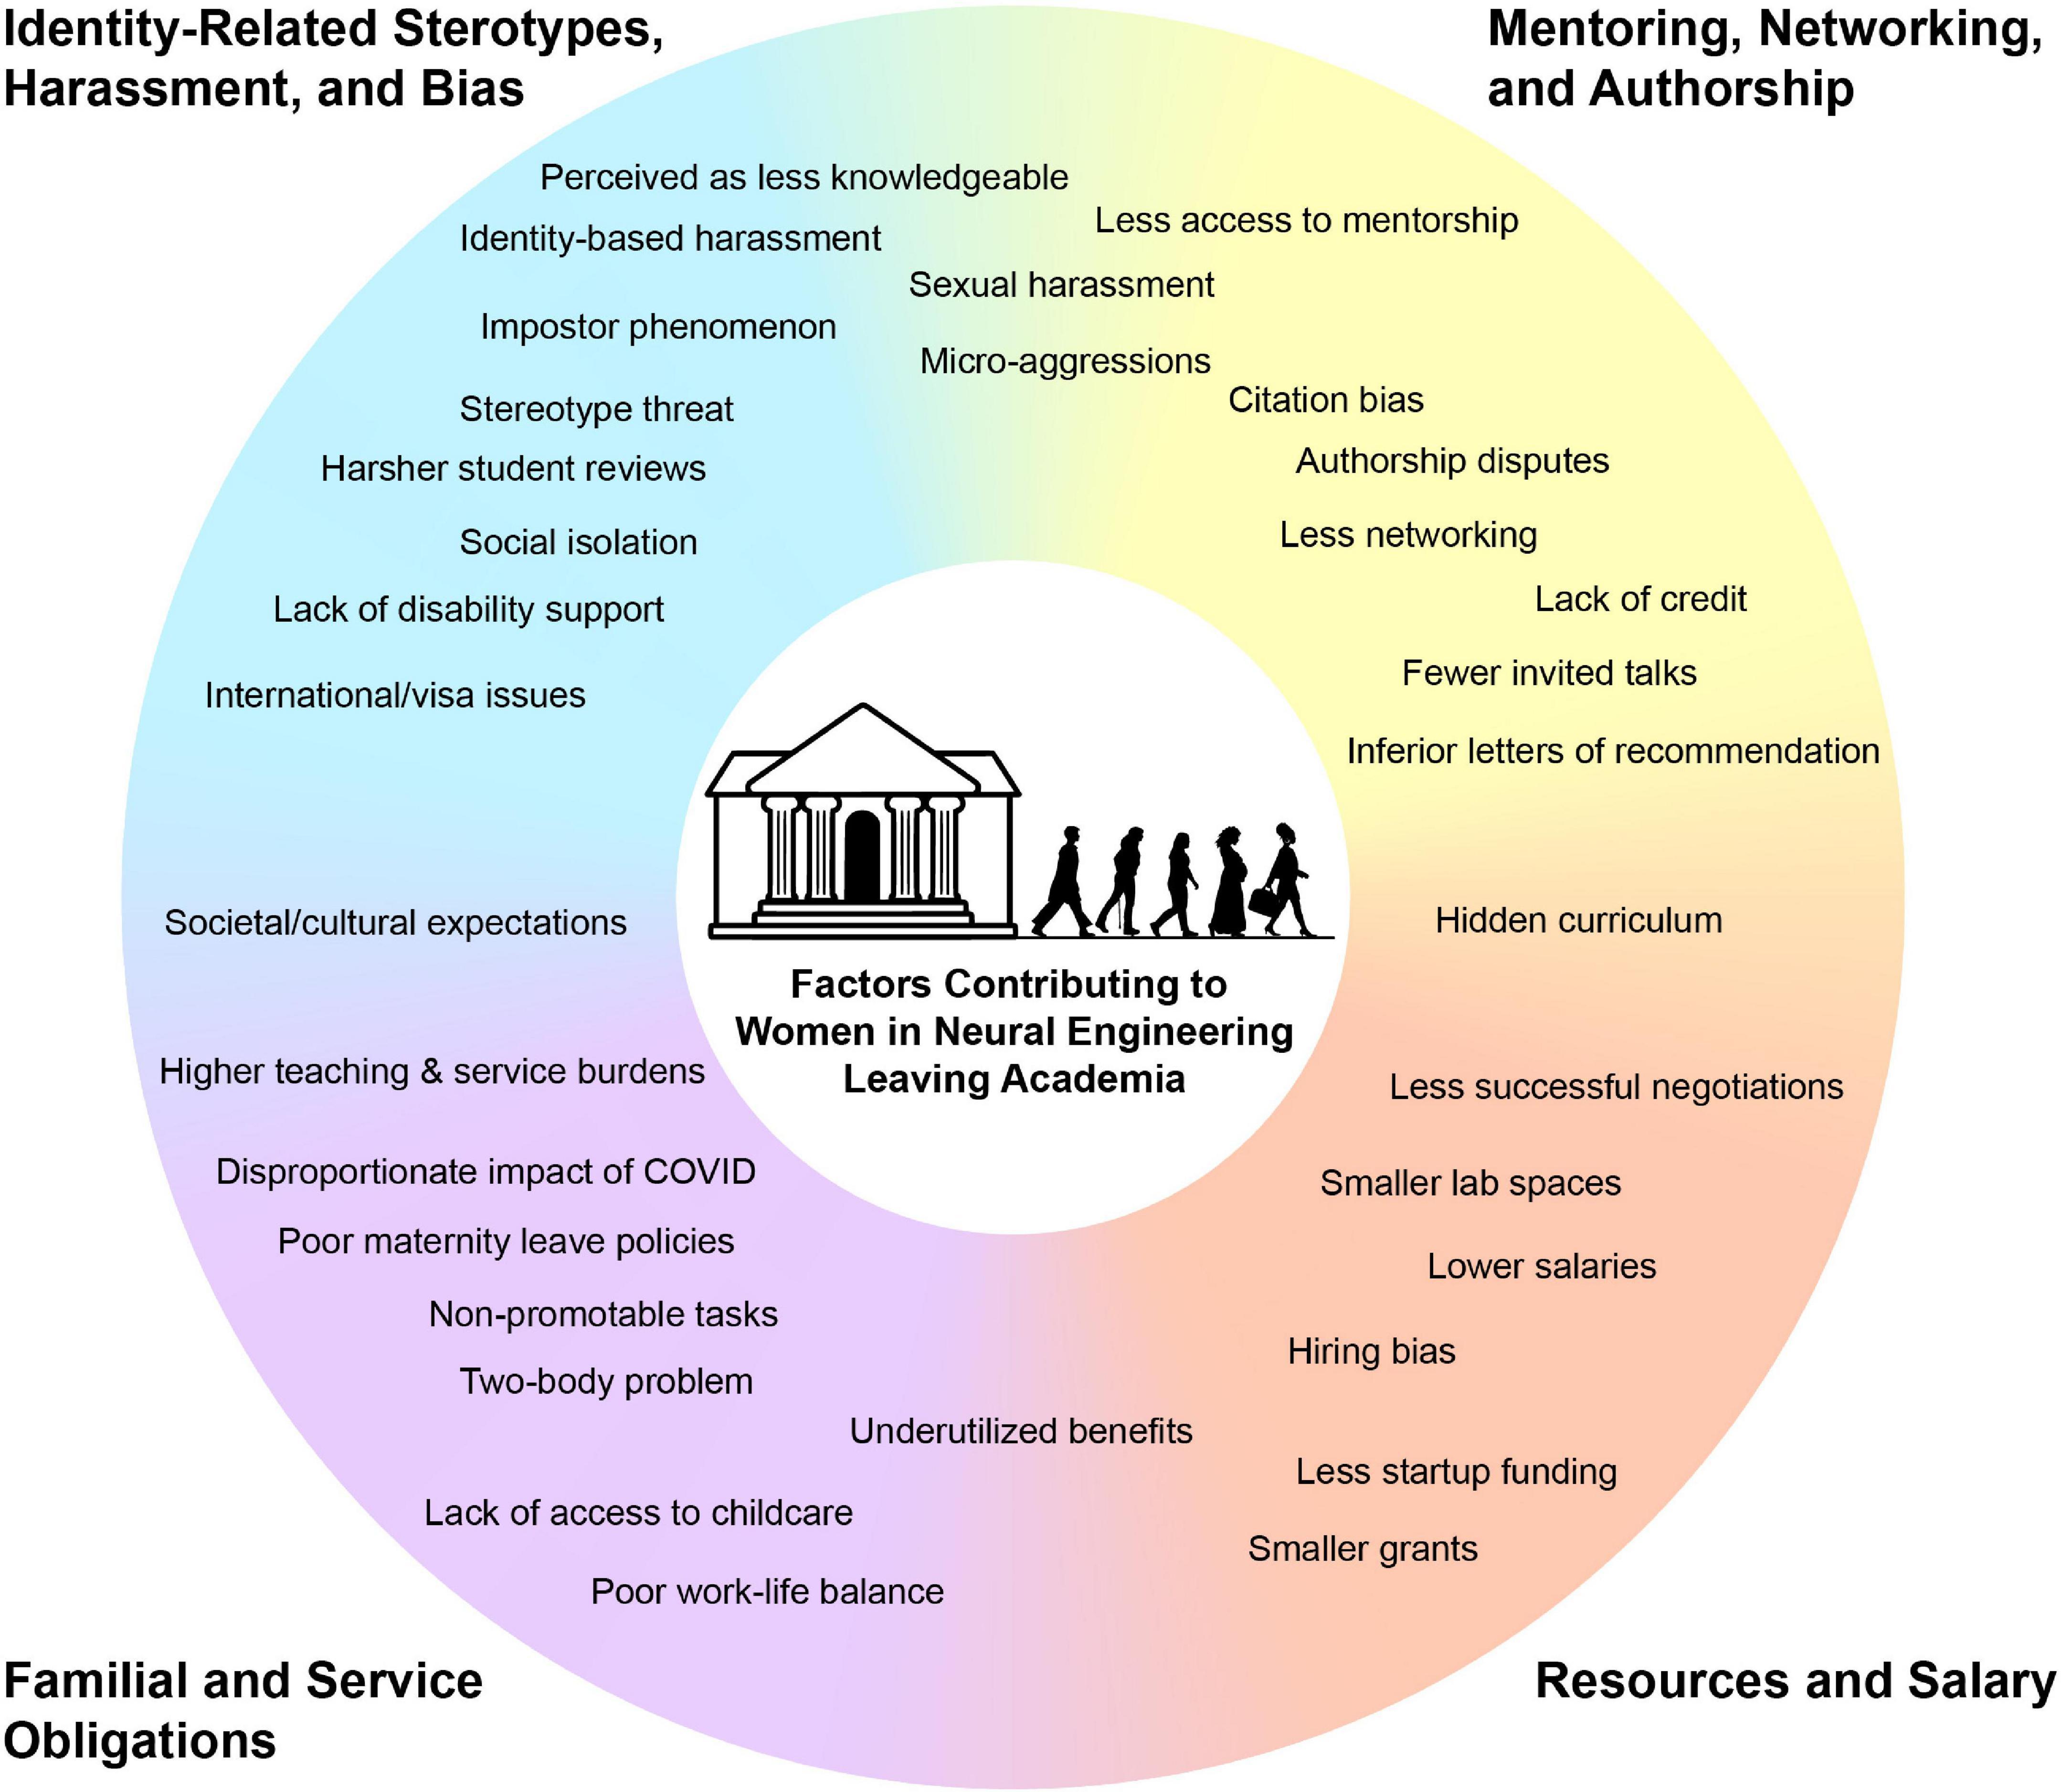 Identity-Related Sterotypes,
Harassment, and Bias
Mentoring, Networking,
and Authorship
Perceived as less knowledgeable
Less access to mentorship
Identity-based harassment
Sexual harassment
Impostor phenomenon
Micro-aggressions
Citation bias
Stereotype threat
Authorship disputes
Harsher student reviews
Less networking
Social isolation
Lack of credit
Lack of disability support
Fewer invited talks
International/visa issues
Inferior letters of recommendation
Societal/cultural expectations
Hidden curriculum
Factors Contributing to
Women in Neural Engineering
Leaving Academia
Higher teaching & service burdens
Less successful negotiations
Disproportionate impact of COVID
Smaller lab spaces
Poor maternity leave policies
Lower salaries
Non-promotable tasks
Hiring bias
Two-body problem
Underutilized benefits
Less startup funding
Lack of access to childcare
Smaller grants
Poor work-life balance
Familial and Service
Obligations
Resources and Salary